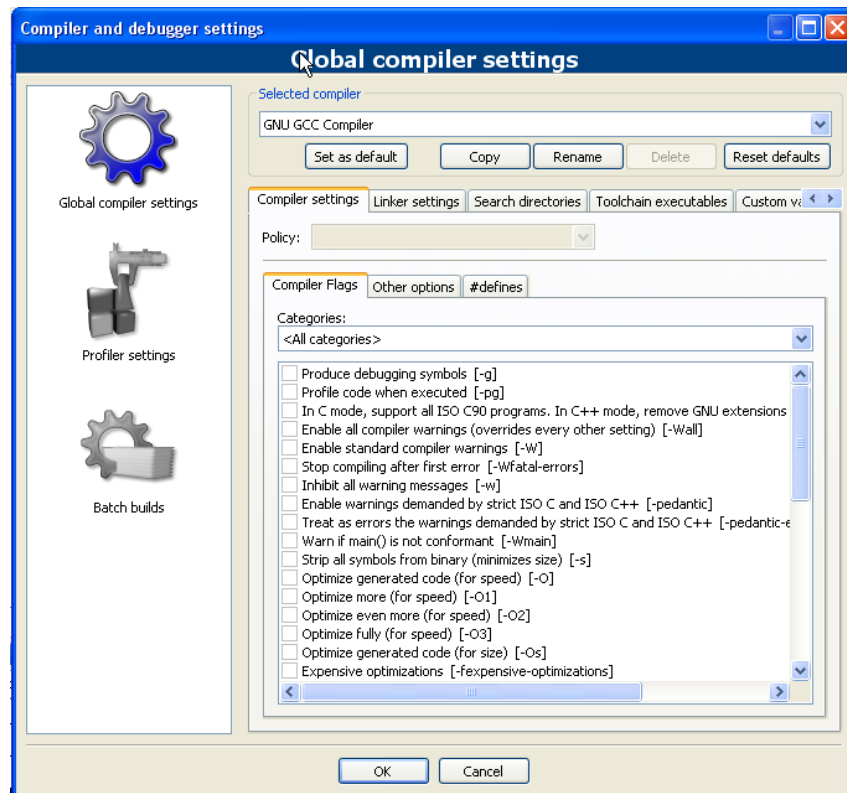 Compiler and debugger settings
Global compiler settings
Global compiler settings
Profiler settings
Batch builds
Selected compiler
GNU GCC Compiler
Set as default Copy Rename Delete Reset defaults
Compiler settings Linker settings Search directories Toolchain executables Custom va
Policy:
Compiler Flags Other options #defines
Categories:
<All categories>
Produce debugging symbols [-g]
Profile code when executed [-pg]
In C mode, support all ISO C90 programs. In C++ mode, remove GNU extensions
Enable all compiler warnings (overrides every other setting) [-Wall]
Enable standard compiler warnings [-W]
Stop compiling after first error [-Wfatal-errors]
Inhibit all warning messages [-w]
Enable warnings demanded by strict ISO C and ISO C++ [-pedantic]
Treat as errors the warnings demanded by strict ISO C and ISO C++ [-pedantic-e
Warn if main() is not conformant [-Wmain]
Strip all symbols from binary (minimizes size) [-s]
Optimize generated code (for speed) [-O]
Optimize more (for speed) [-O1]
Optimize even more (for speed) [-O2]
Optimize fully (for speed) [-O3]
Optimize generated code (for size) [-Os]
Expensive optimizations [-fexpensive-optimizations]
OK Cancel